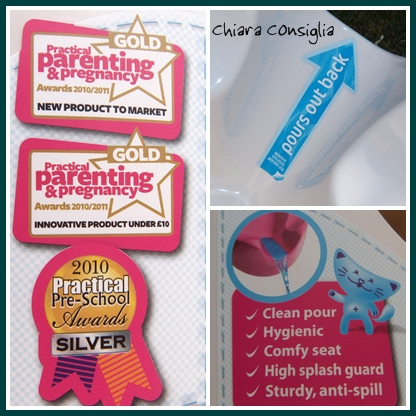 GOLD
Practical
parenting
& pregnancy
Awards 2010/2011
NEW PRODUCT TO MARKET
GOLD
Practical
parenting
& pregnancy
Awards 2010/2011
INNOVATIVE PRODUCT UNDER £10
2010
Practical
Pre-School
Awards
SILVER
Chiara Consiglia
pours out back
Clean pour
Hygienic
Comfy seat
High splash guard
Sturdy, anti-spill